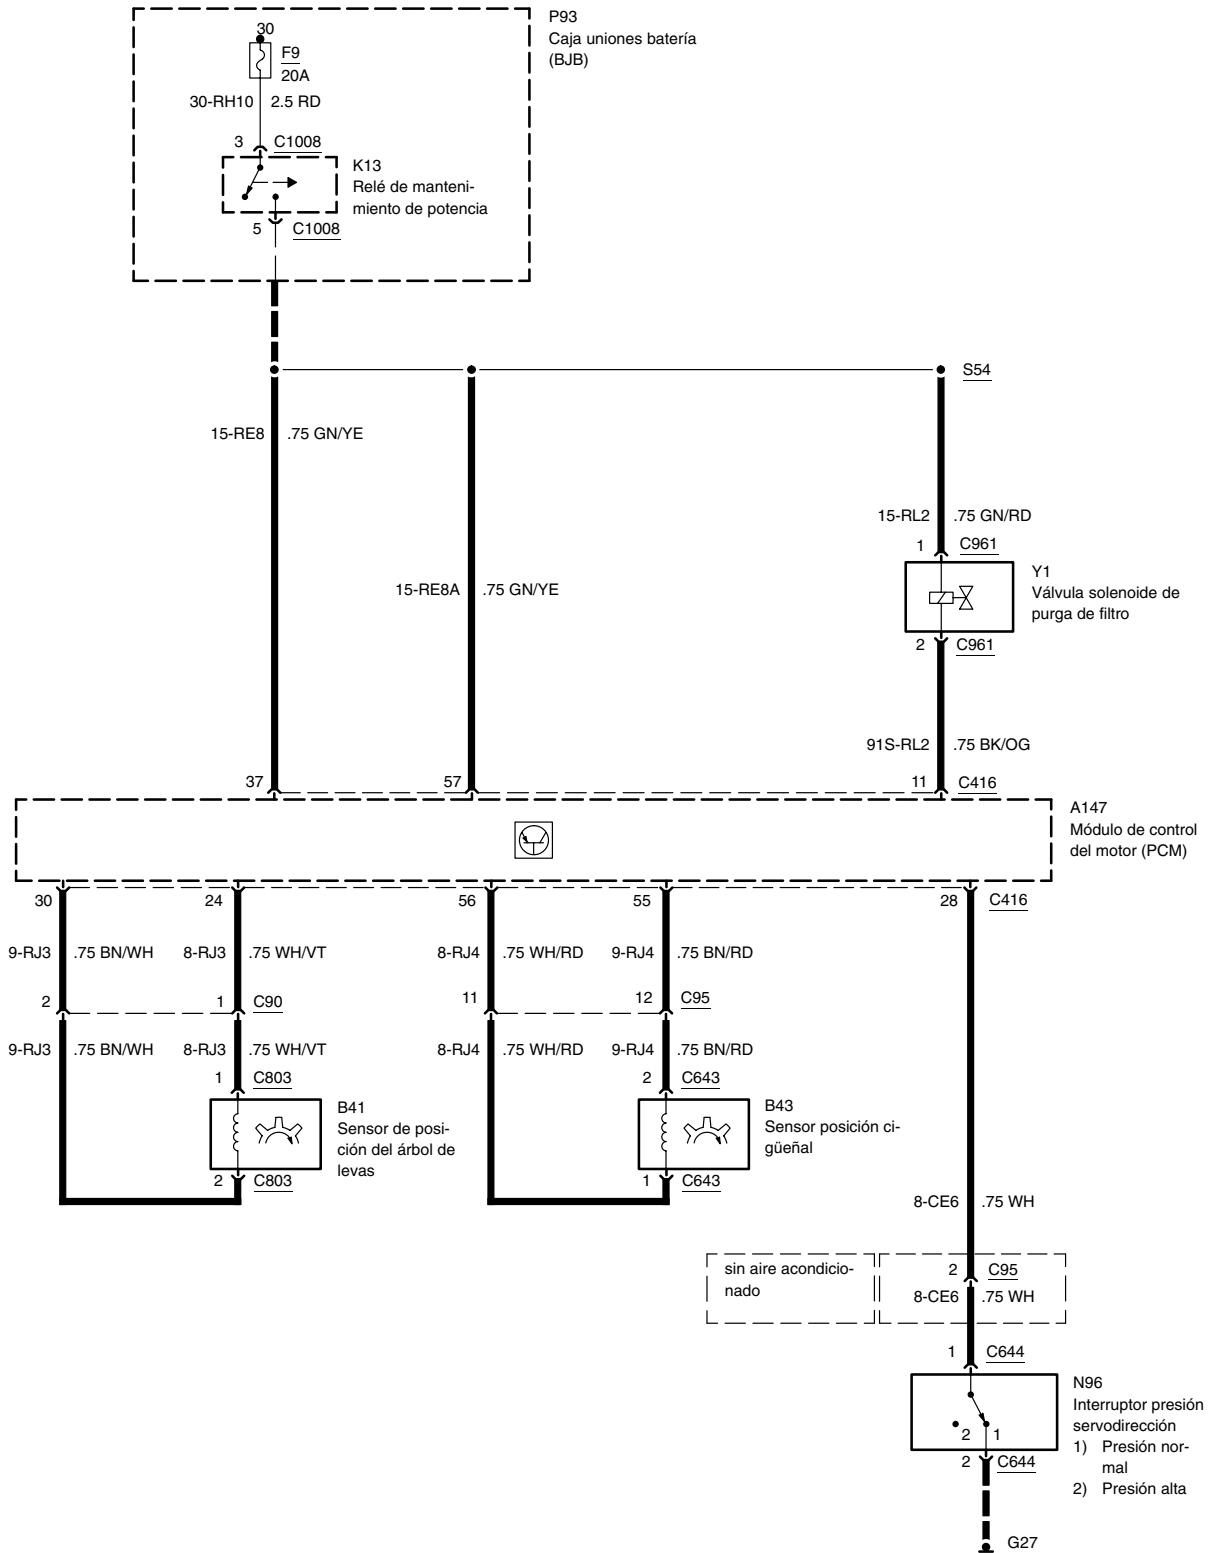 P93
Caja uniones batería
(BJB)
30
F9
20A
30-RH10 2.5 RD
3 C1008
K13
Relé de manteni-
miento de potencia
5 C1008
S54
15-RE8 .75 GN/YE
15-RL2 .75 GN/RD
1 C961
Y1
Válvula solenoide de
purga de filtro
15-RE8A .75 GN/YE
2 C961
91S-RL2 .75 BK/OG
37 57 11 C416
A147
Módulo de control
del motor (PCM)
30 24 56 55 28 C416
9-RJ3 .75 BN/WH 8-RJ3 .75 WH/VT 8-RJ4 .75 WH/RD 9-RJ4 .75 BN/RD
2 1 C90 11 12 C95
9-RJ3 .75 BN/WH 8-RJ3 .75 WH/VT 8-RJ4 .75 WH/RD 9-RJ4 .75 BN/RD
1 C803 2 C643
B41
Sensor de posi-
ción del árbol de
levas
B43
Sensor posición ci-
güeñal
2 C803 1 C643
8-CE6 .75 WH
sin aire acondicio-
nado
2 C95
8-CE6 .75 WH
1 C644
N96
Interruptor presión
servodirección
1) Presión nor-
mal
2) Presión alta
2 1
2 C644
G27